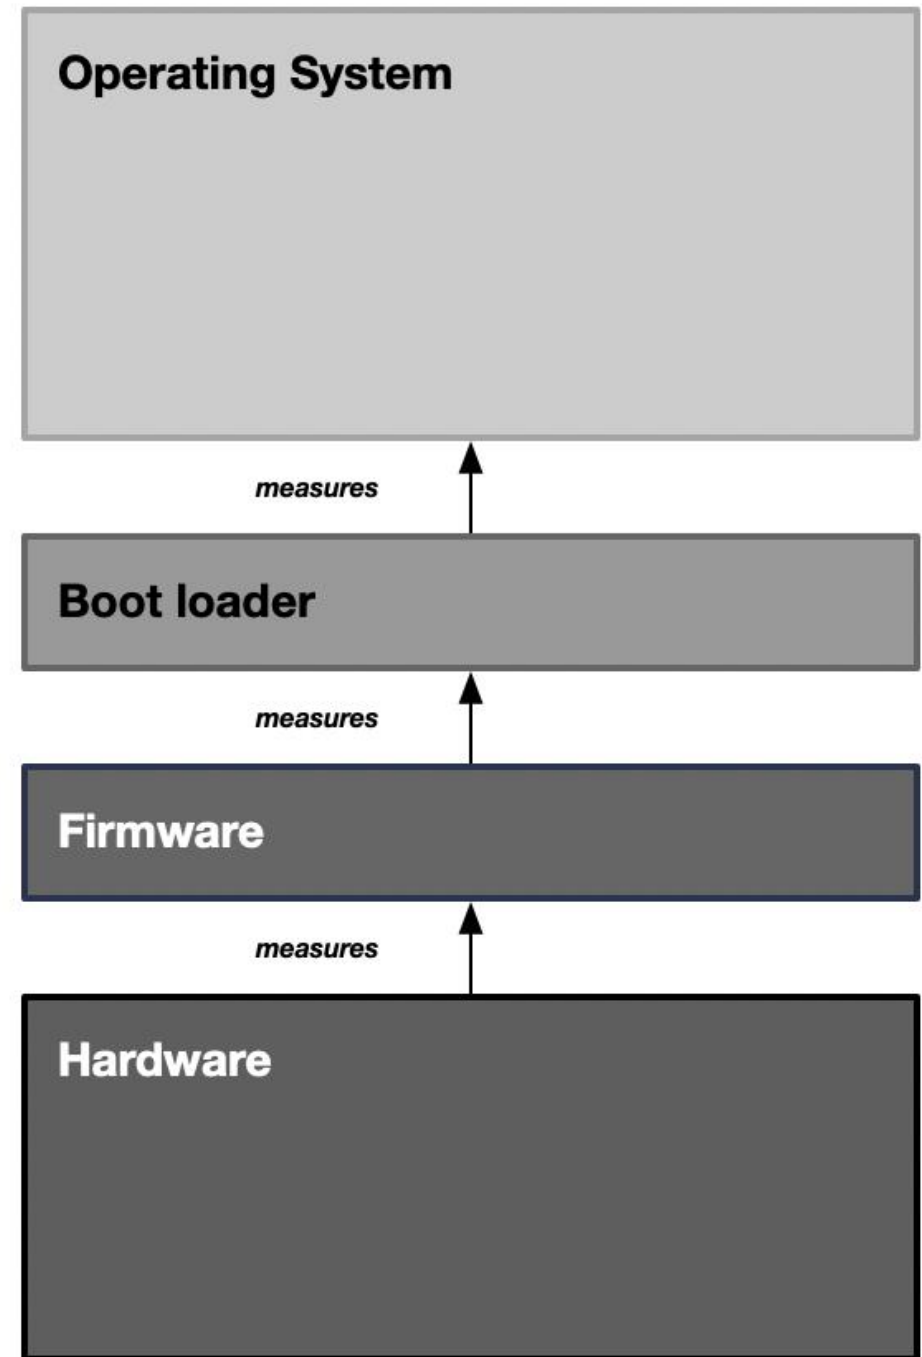 Operating System
measures
Boot loader
measures
Firmware
measures
Hardware